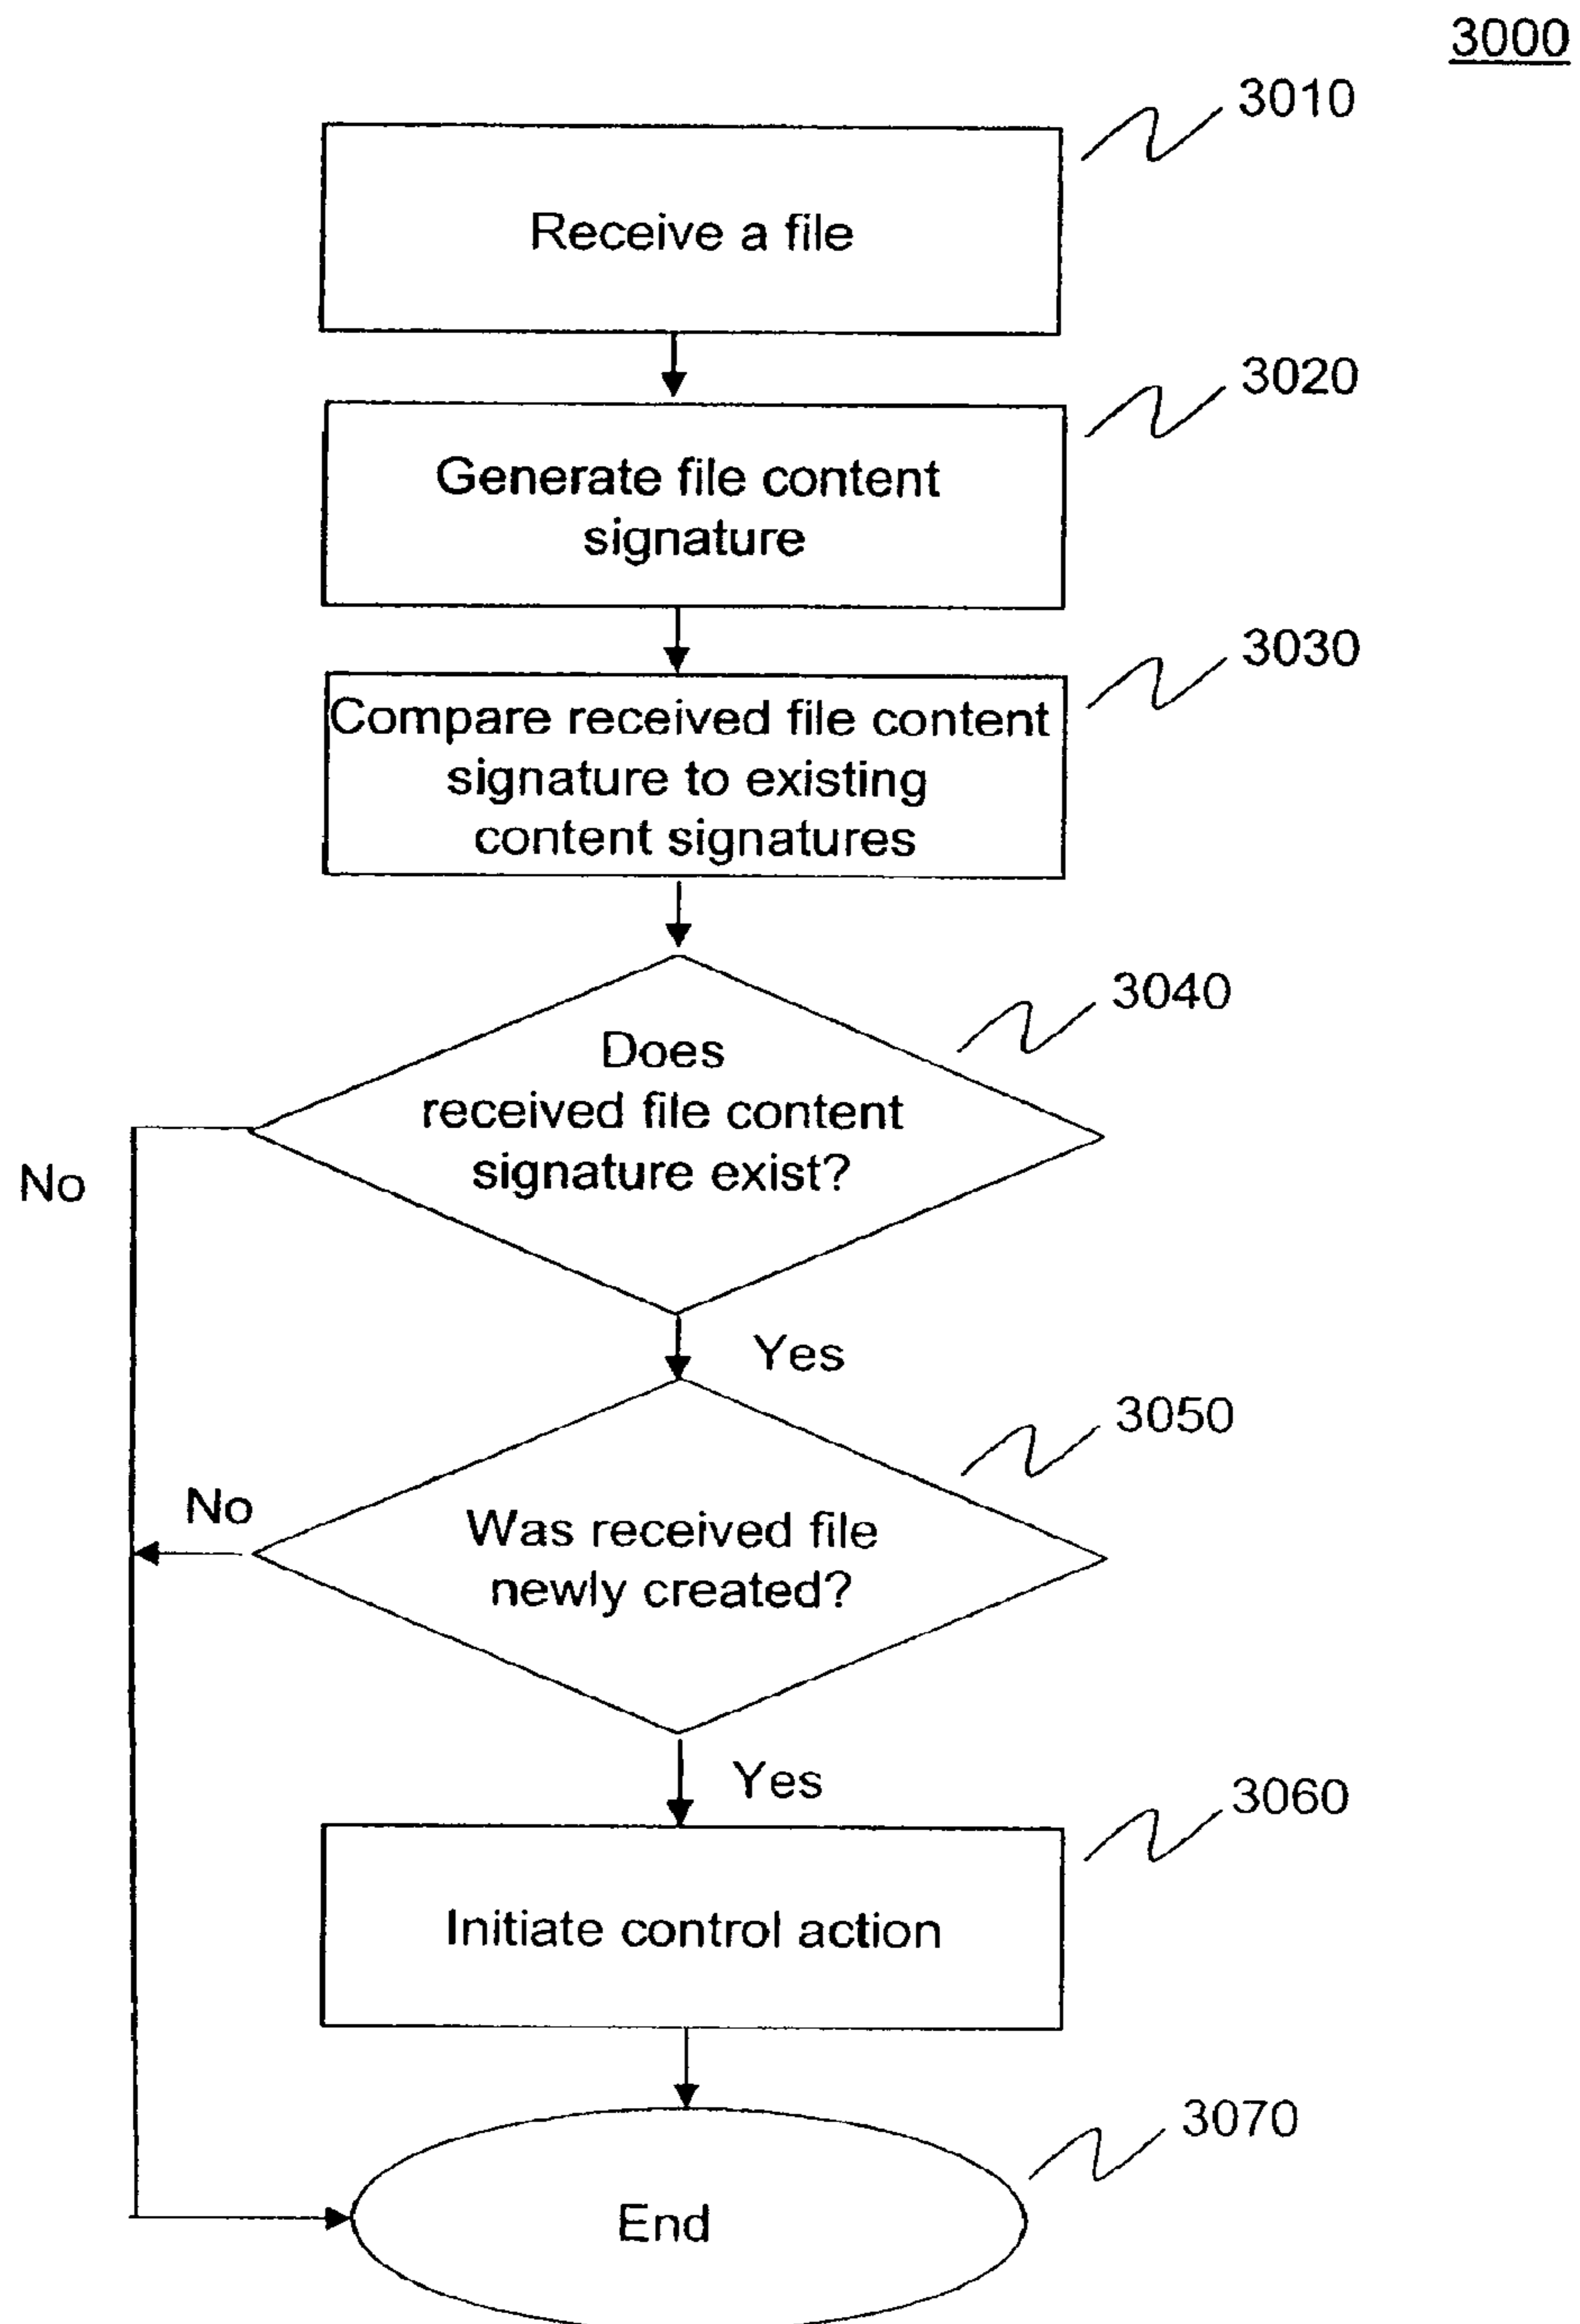 3000
3010
Receive a file
3020
Generate file content
signature
3030
Compare received file content
signature to existing
content signatures
3040
Does
received file content
signature exist?
No
Yes
3050
No
Was received file
newly created?
Yes
3060
Initiate control action
3070
End